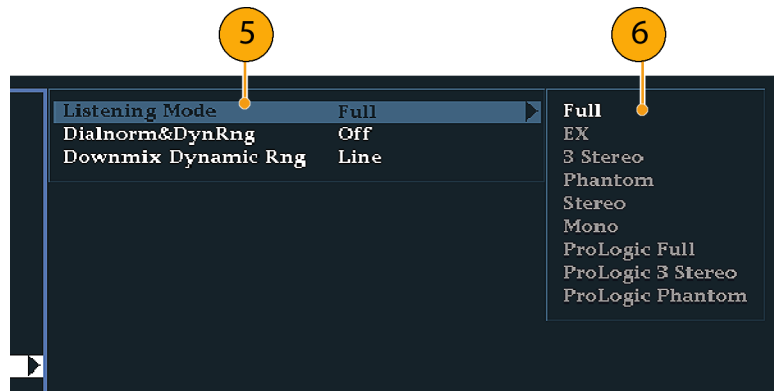 5
6
Listening Mode Full
Dialnorm&DynRng Off
Downmix Dynamic Rng Line
Full
EX
3 Stereo
Phantom
Stereo
Mono
ProLogic Full
ProLogic 3 Stereo
ProLogic Phantom